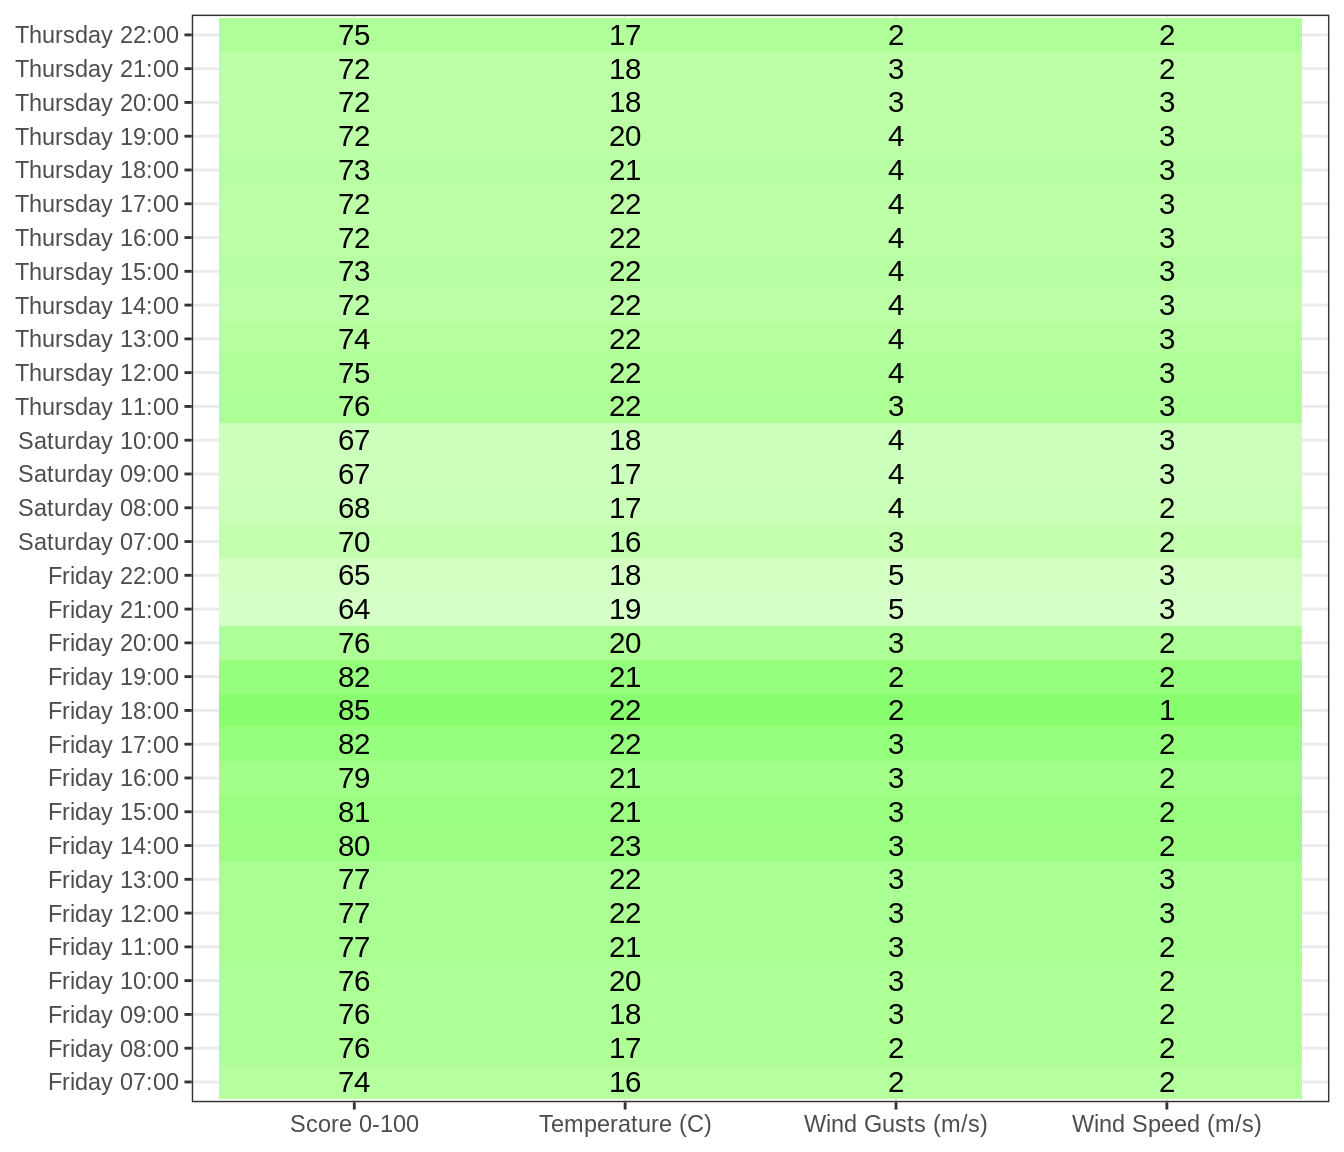 Thursday 22:00 75 17 2 2
Thursday 21:00 72 18 3 2
Thursday 20:00 72 18 3 3
Thursday 19:00 72 20 4 3
Thursday 18:00 73 21 4 3
Thursday 17:00 72 22 4 3
Thursday 16:00 72 22 4 3
Thursday 15:00 73 22 4 3
Thursday 14:00 72 22 4 3
Thursday 13:00 74 22 4 3
Thursday 12:00 75 22 4 3
Thursday 11:00 76 22 3 3
Saturday 10:00 67 18 4 3
Saturday 09:00 67 17 4 3
Saturday 08:00 68 17 4 2
Saturday 07:00 70 16 3 2
Friday 22:00 65 18 5 3
Friday 21:00 64 19 5 3
Friday 20:00 76 20 3 2
Friday 19:00 82 21 2 2
Friday 18:00 85 22 2 1
Friday 17:00 82 22 3 2
Friday 16:00 79 21 3 2
Friday 15:00 81 21 3 2
Friday 14:00 80 23 3 2
Friday 13:00 77 22 3 3
Friday 12:00 77 22 3 3
Friday 11:00 77 21 3 2
Friday 10:00 76 20 3 2
Friday 09:00 76 18 3 2
Friday 08:00 76 17 2 2
Friday 07:00 74 16 2 2
Score 0-100 Temperature (C) Wind Gusts (m/s) Wind Speed (m/s)